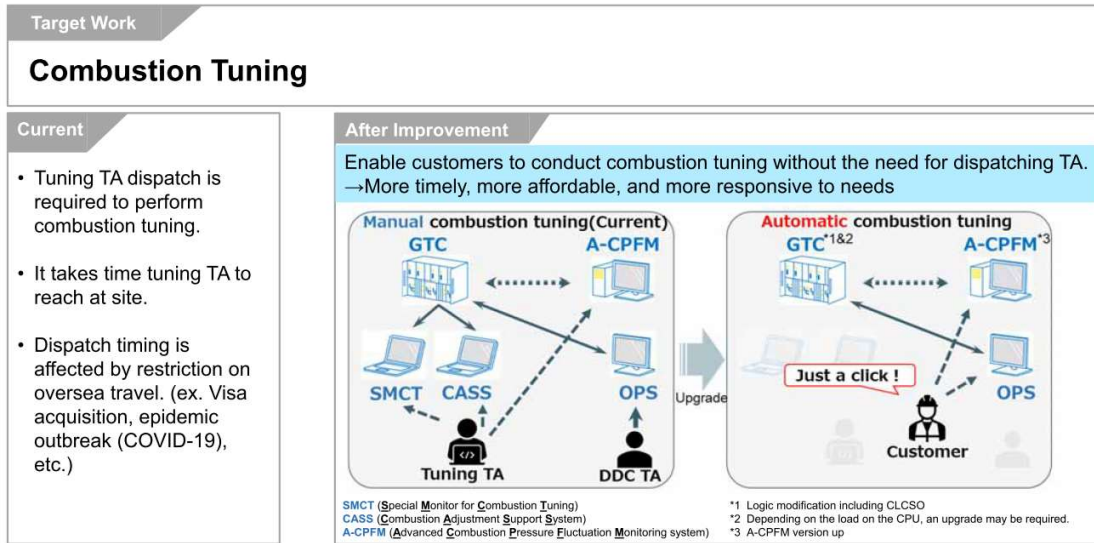 Target Work
Combustion Tuning
Current
• Tuning TA dispatch is
required to perform
combustion tuning.
• It takes time tuning TA to
reach at site.
• Dispatch timing is
affected by restriction on
oversea travel. (ex. Visa
acquisition, epidemic
outbreak (COVID-19),
etc.)
After Improvement
Enable customers to conduct combustion tuning without the need for dispatching TA.
→More timely, more affordable, and more responsive to needs
Manual combustion tuning(Current)
GTC
A-CPFM
SMCT
CASS
OPS
Tuning TA
DDC TA
Upgrade
Automatic combustion tuning
GTC*1&2
A-CPFM*3
Just a click !
OPS
Customer
SMCT (Special Monitor for Combustion Tuning)
CASS (Combustion Adjustment Support System)
A-CPFM (Advanced Combustion Pressure Fluctuation Monitoring system)
*1 Logic modification including CLCSO
*2 Depending on the load on the CPU, an upgrade may be required.
*3 A-CPFM version up